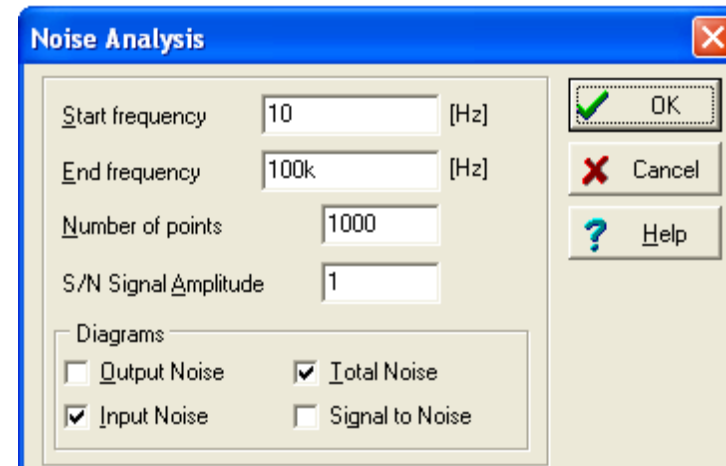 Noise Analysis
Start frequency 10 [Hz]
End frequency 100k [Hz]
Number of points 1000
S/N Signal Amplitude 1
Diagrams
Output Noise Total Noise
Input Noise Signal to Noise
OK
Cancel
Help